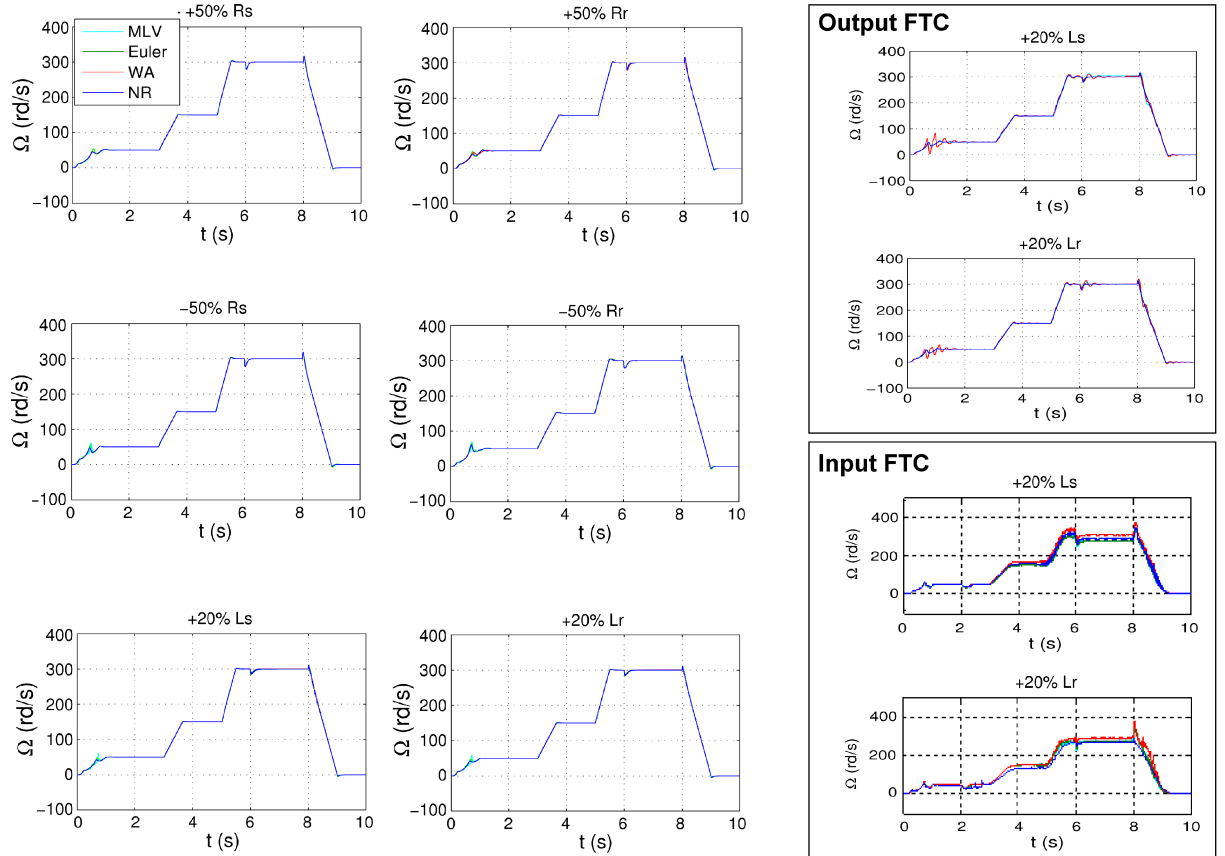 - +50% Rs
400
300
200
100
0
−100
Ω (rd/s)
MLV
Euler
WA
NR
0 2 4 6 8 10
t (s)
+50% Rr
400
300
200
100
0
−100
Ω (rd/s)
0 2 4 6 8 10
t (s)
−50% Rs
400
300
200
100
0
−100
Ω (rd/s)
0 2 4 6 8 10
t (s)
−50% Rr
400
300
200
100
0
−100
Ω (rd/s)
0 2 4 6 8 10
t (s)
+20% Ls
400
300
200
100
0
−100
Ω (rd/s)
0 2 4 6 8 10
t (s)
+20% Lr
400
300
200
100
0
−100
Ω (rd/s)
0 2 4 6 8 10
t (s)
Output FTC
+20% Ls
400
300
200
100
0
−100
Ω (rd/s)
0 2 4 6 8 10
t (s)
+20% Lr
400
300
200
100
0
−100
Ω (rd/s)
0 2 4 6 8 10
t (s)
Input FTC
+20% Ls
400
200
0
Ω (rd/s)
0 2 4 6 8 10
t (s)
+20% Lr
400
200
0
Ω (rd/s)
0 2 4 6 8 10
t (s)